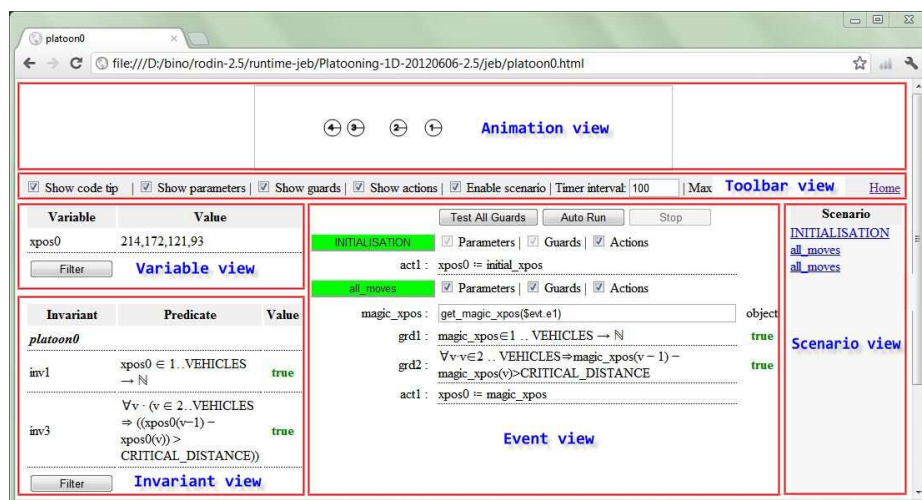 platoon0
file:///D:/bino/rodin-2.5/runtime-jeb/Platooning-1D-20120606-2.5/jeb/platoon0.html
4 3 2 1 Animation view
Show code tip | Show parameters | Show guards | Show actions | Enable scenario | Timer interval: 100 | Max Toolbar view Home
Variable Value
xpos0 214,172,121,93
Filter Variable view
Invariant Predicate Value
platoon0
inv1 xpos0 ∈ 1..VEHICLES
→ ℕ true
∀v · (v ∈ 2..VEHICLES
⇒ ((xpos0(v−1) −
inv3 xpos0(v)) > true
CRITICAL_DISTANCE))
Filter Invariant view
Test All Guards Auto Run Stop
INITIALISATION Parameters | Guards | Actions
act1 : xpos0 ≔ initial_xpos
all_moves Parameters | Guards | Actions
magic_xpos : get_magic_xpos($evt.e1) object
grd1 : magic_xpos∈1 .. VEHICLES → ℕ true
grd2 : ∀v·v∈2 .. VEHICLES⇒magic_xpos(v − 1) − true
magic_xpos(v)>CRITICAL_DISTANCE
act1 : xpos0 ≔ magic_xpos
Event view
Scenario
INITIALISATION
all_moves
all_moves
Scenario view